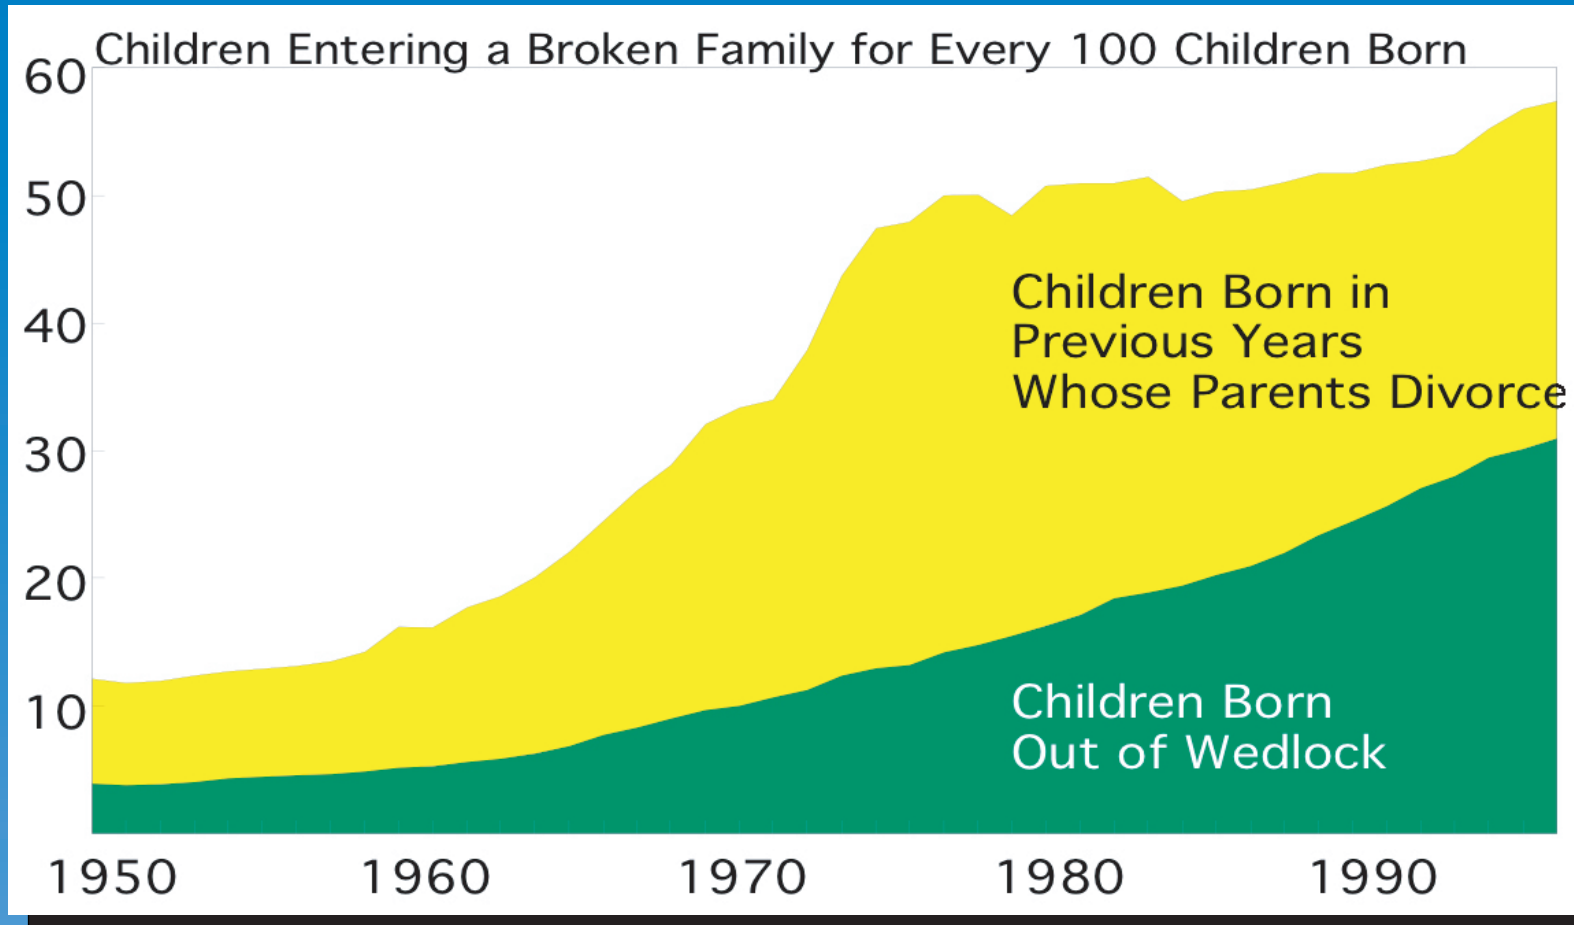 Children Entering a Broken Family for Every 100 Children Born
60
50
40
30
20
10
Children Born in
Previous Years
Whose Parents Divorce
Children Born
Out of Wedlock
1950 1960 1970 1980 1990